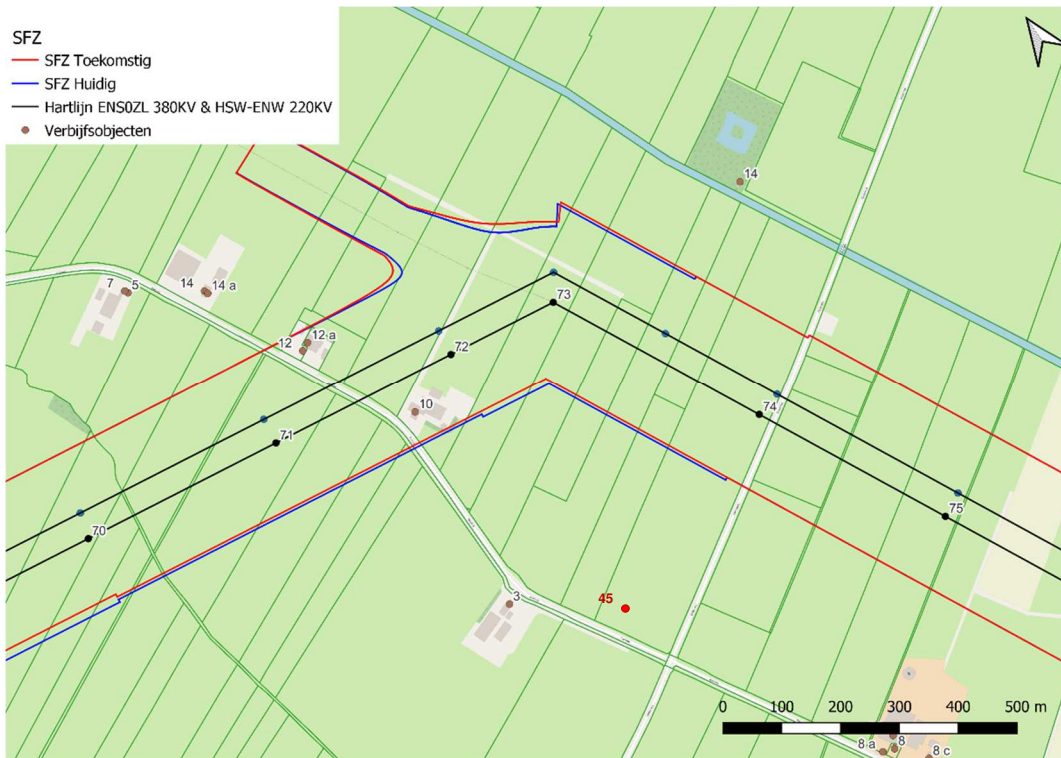 SFZ
SFZ Toekomstig
SFZ Huidig
Hartlijn ENS0ZL 380KV & HSW-ENW 220KV
Verbijfsobjecten
14
7
5
14
14 a
12
12 a
73
72
10
74
71
75
70
3
45
0 100 200 300 400 500 m
8 a
8
8 c